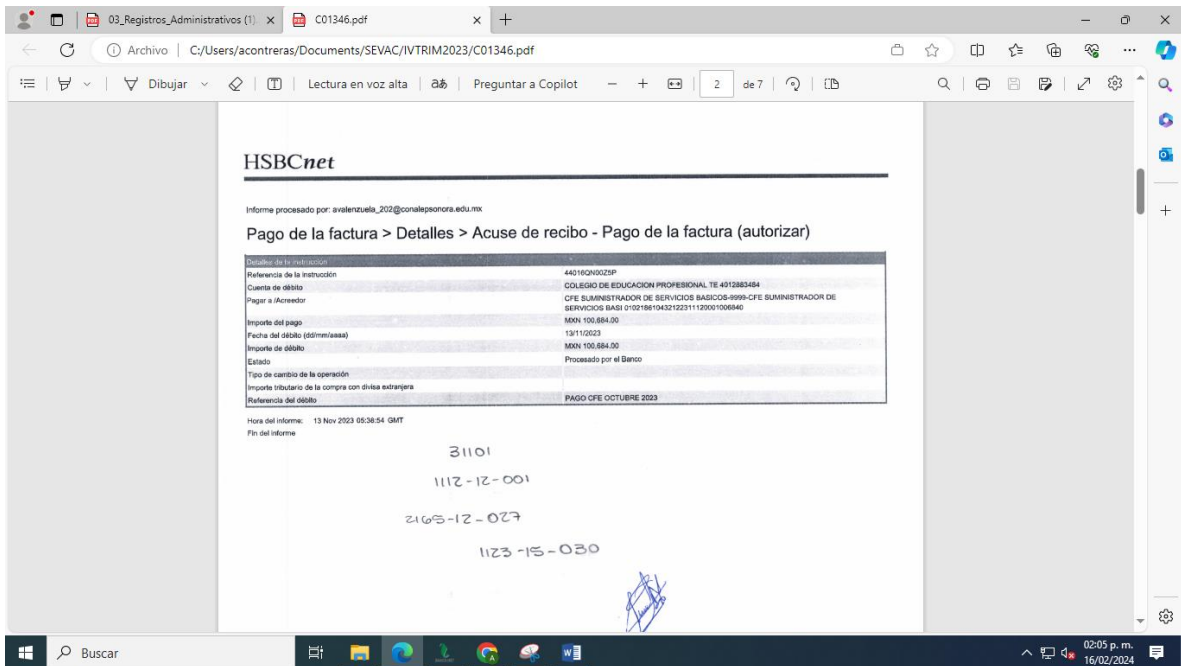 03_Registros_Administrativos (1).
C01346.pdf
Archivo
C:/Users/acontreras/Documents/SEVAC/IVTRIM2023/C01346.pdf
Dibujar
Lectura en voz alta
Preguntar a Copilot
2
de 7
HSBCnet
Informe procesado por: avalenzuela_202@conalepsonora.edu.mx
Pago de la factura > Detalles > Acuse de recibo - Pago de la factura (autorizar)
Detalles de la instrucción
Referencia de la instrucción 44016QN00Z5P
Cuenta de débito COLEGIO DE EDUCACION PROFESIONAL TE 4012883484
Pagar a /Acreedor CFE SUMINISTRADOR DE SERVICIOS BASICOS-9999-CFE SUMINISTRADOR DE
SERVICIOS BASI 010218610432122311120001006840
Importe del pago MXN 100,684.00
Fecha del débito (dd/mm/aaaa) 13/11/2023
Importe de débito MXN 100,684.00
Estado Procesado por el Banco
Tipo de cambio de la operación
Importe tributario de la compra con divisa extranjera
Referencia del débito PAGO CFE OCTUBRE 2023
Hora del informe: 13 Nov 2023 05:36:54 GMT
Fin del informe
31101
1112-12-001
2165-12-027
1123-15-030
Buscar
02:05 p. m.
16/02/2024